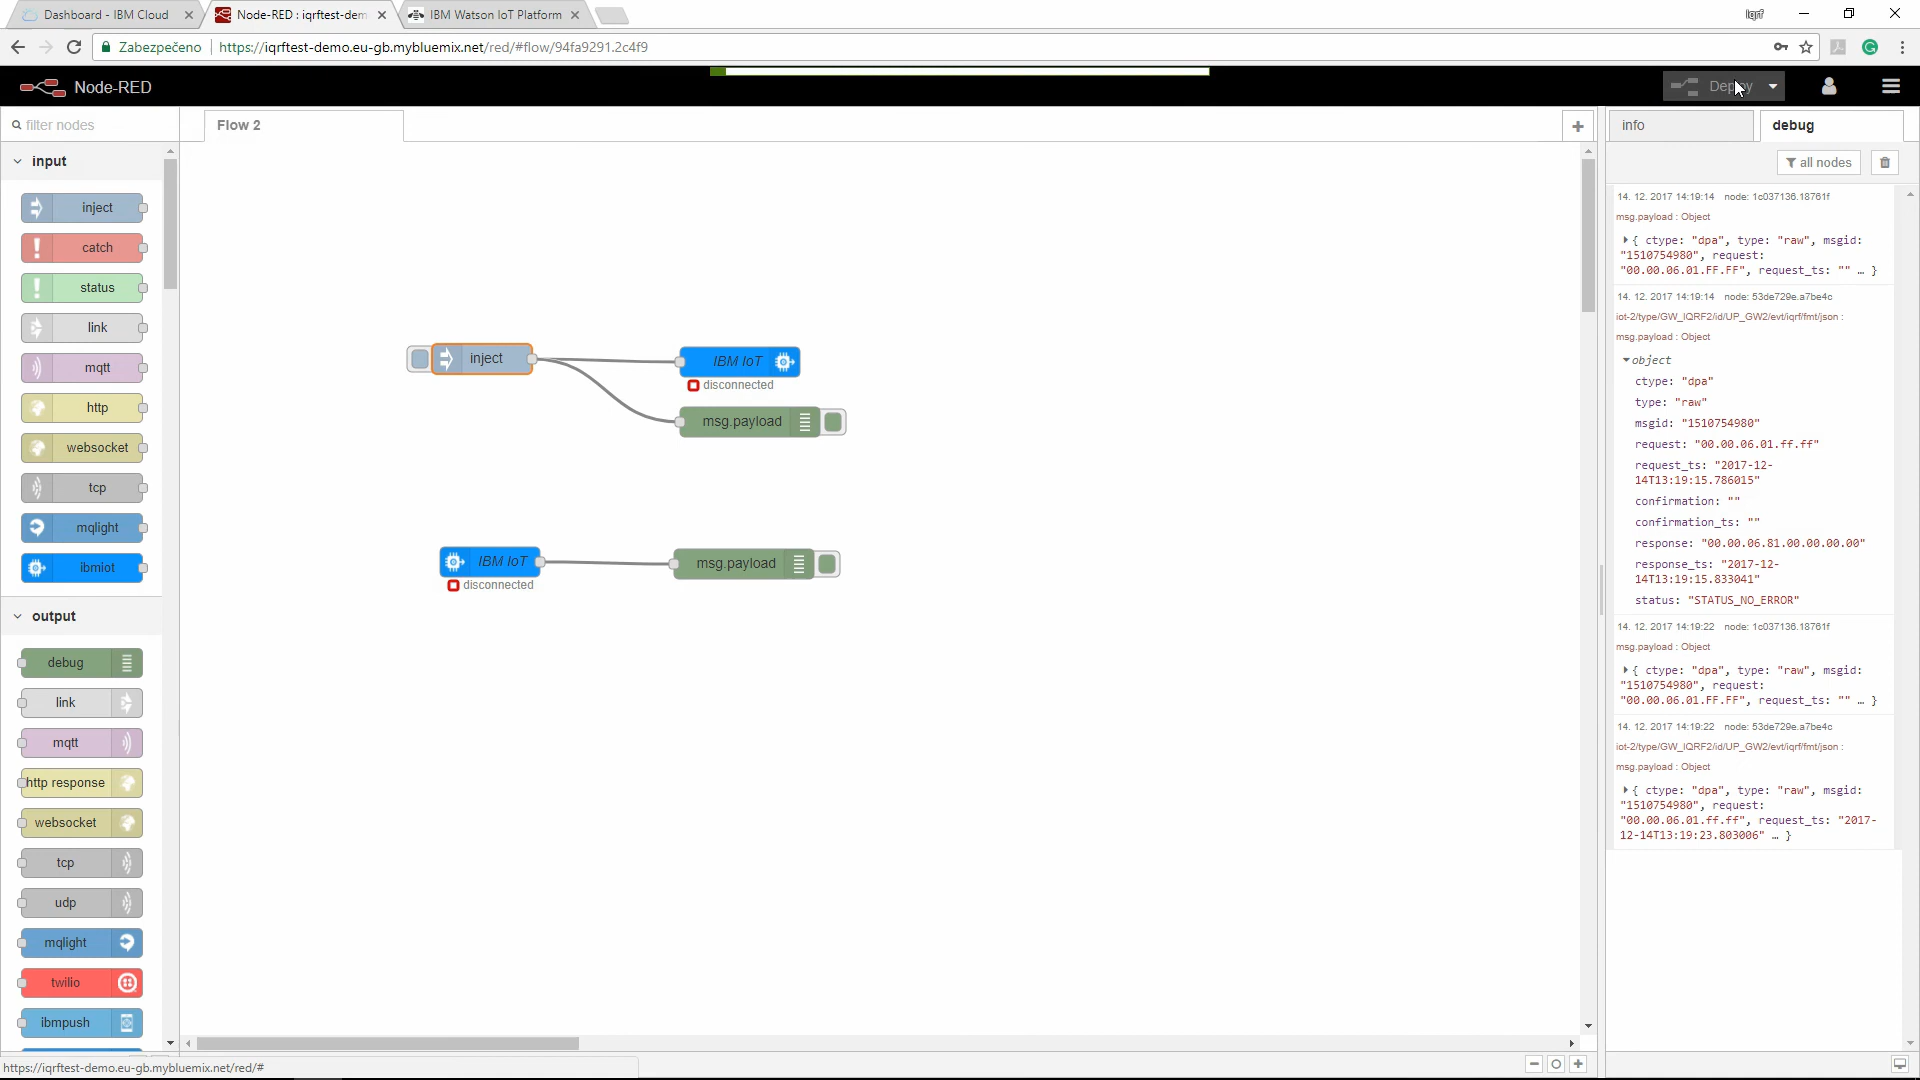 Dashboard - IBM Cloud
Node-RED : iqrftest-dem
IBM Watson IoT Platform
iqrf
Zabezpečeno
https://iqrftest-demo.eu-gb.mybluemix.net/red/#flow/94fa9291.2c4f9
Node-RED
Deploy
filter nodes
Flow 2
info
debug
all nodes
input
inject
catch
status
link
mqtt
http
websocket
tcp
mqlight
ibmiot
output
debug
link
mqtt
http response
websocket
tcp
udp
mqlight
twilio
ibmpush
inject
IBM IoT
disconnected
msg.payload
IBM IoT
disconnected
msg.payload
14. 12. 2017 14:19:14 node: 1c037136.18761f
msg.payload : Object
{ ctype: "dpa", type: "raw", msgid:
"1510754980", request:
"00.00.06.01.FF.FF", request_ts: "" … }
14. 12. 2017 14:19:14 node: 53de729e.a7be4c
iot-2/type/GW_IQRF2/id/UP_GW2/evt/iqrf/fmt/json :
msg.payload : Object
object
ctype: "dpa"
type: "raw"
msgid: "1510754980"
request: "00.00.06.01.ff.ff"
request_ts: "2017-12-
14T13:19:15.786015"
confirmation: ""
confirmation_ts: ""
response: "00.00.06.81.00.00.00.00"
response_ts: "2017-12-
14T13:19:15.833041"
status: "STATUS_NO_ERROR"
14. 12. 2017 14:19:22 node: 1c037136.18761f
msg.payload : Object
{ ctype: "dpa", type: "raw", msgid:
"1510754980", request:
"00.00.06.01.FF.FF", request_ts: "" … }
14. 12. 2017 14:19:22 node: 53de729e.a7be4c
iot-2/type/GW_IQRF2/id/UP_GW2/evt/iqrf/fmt/json :
msg.payload : Object
{ ctype: "dpa", type: "raw", msgid:
"1510754980", request:
"00.00.06.01.ff.ff", request_ts: "2017-
12-14T13:19:23.803006" … }
https://iqrftest-demo.eu-gb.mybluemix.net/red/#